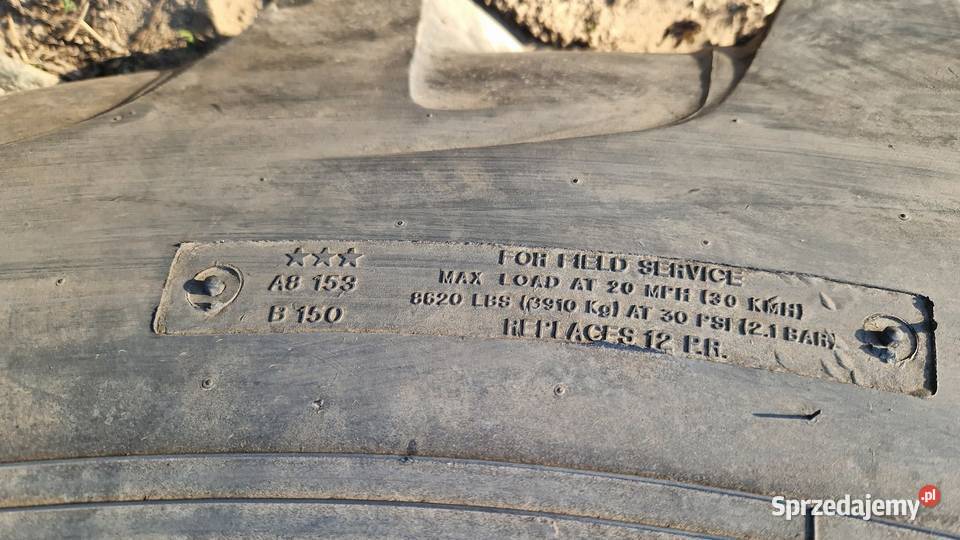 ★★★
A8 153
B 150
FOR FIELD SERVICE
MAX LOAD AT 20 MPH (30 KMH)
8620 LBS (3910 Kg) AT 30 PSI (2.1 BAR)
REPLACES 12 P.R.
Sprzedajemy.pl